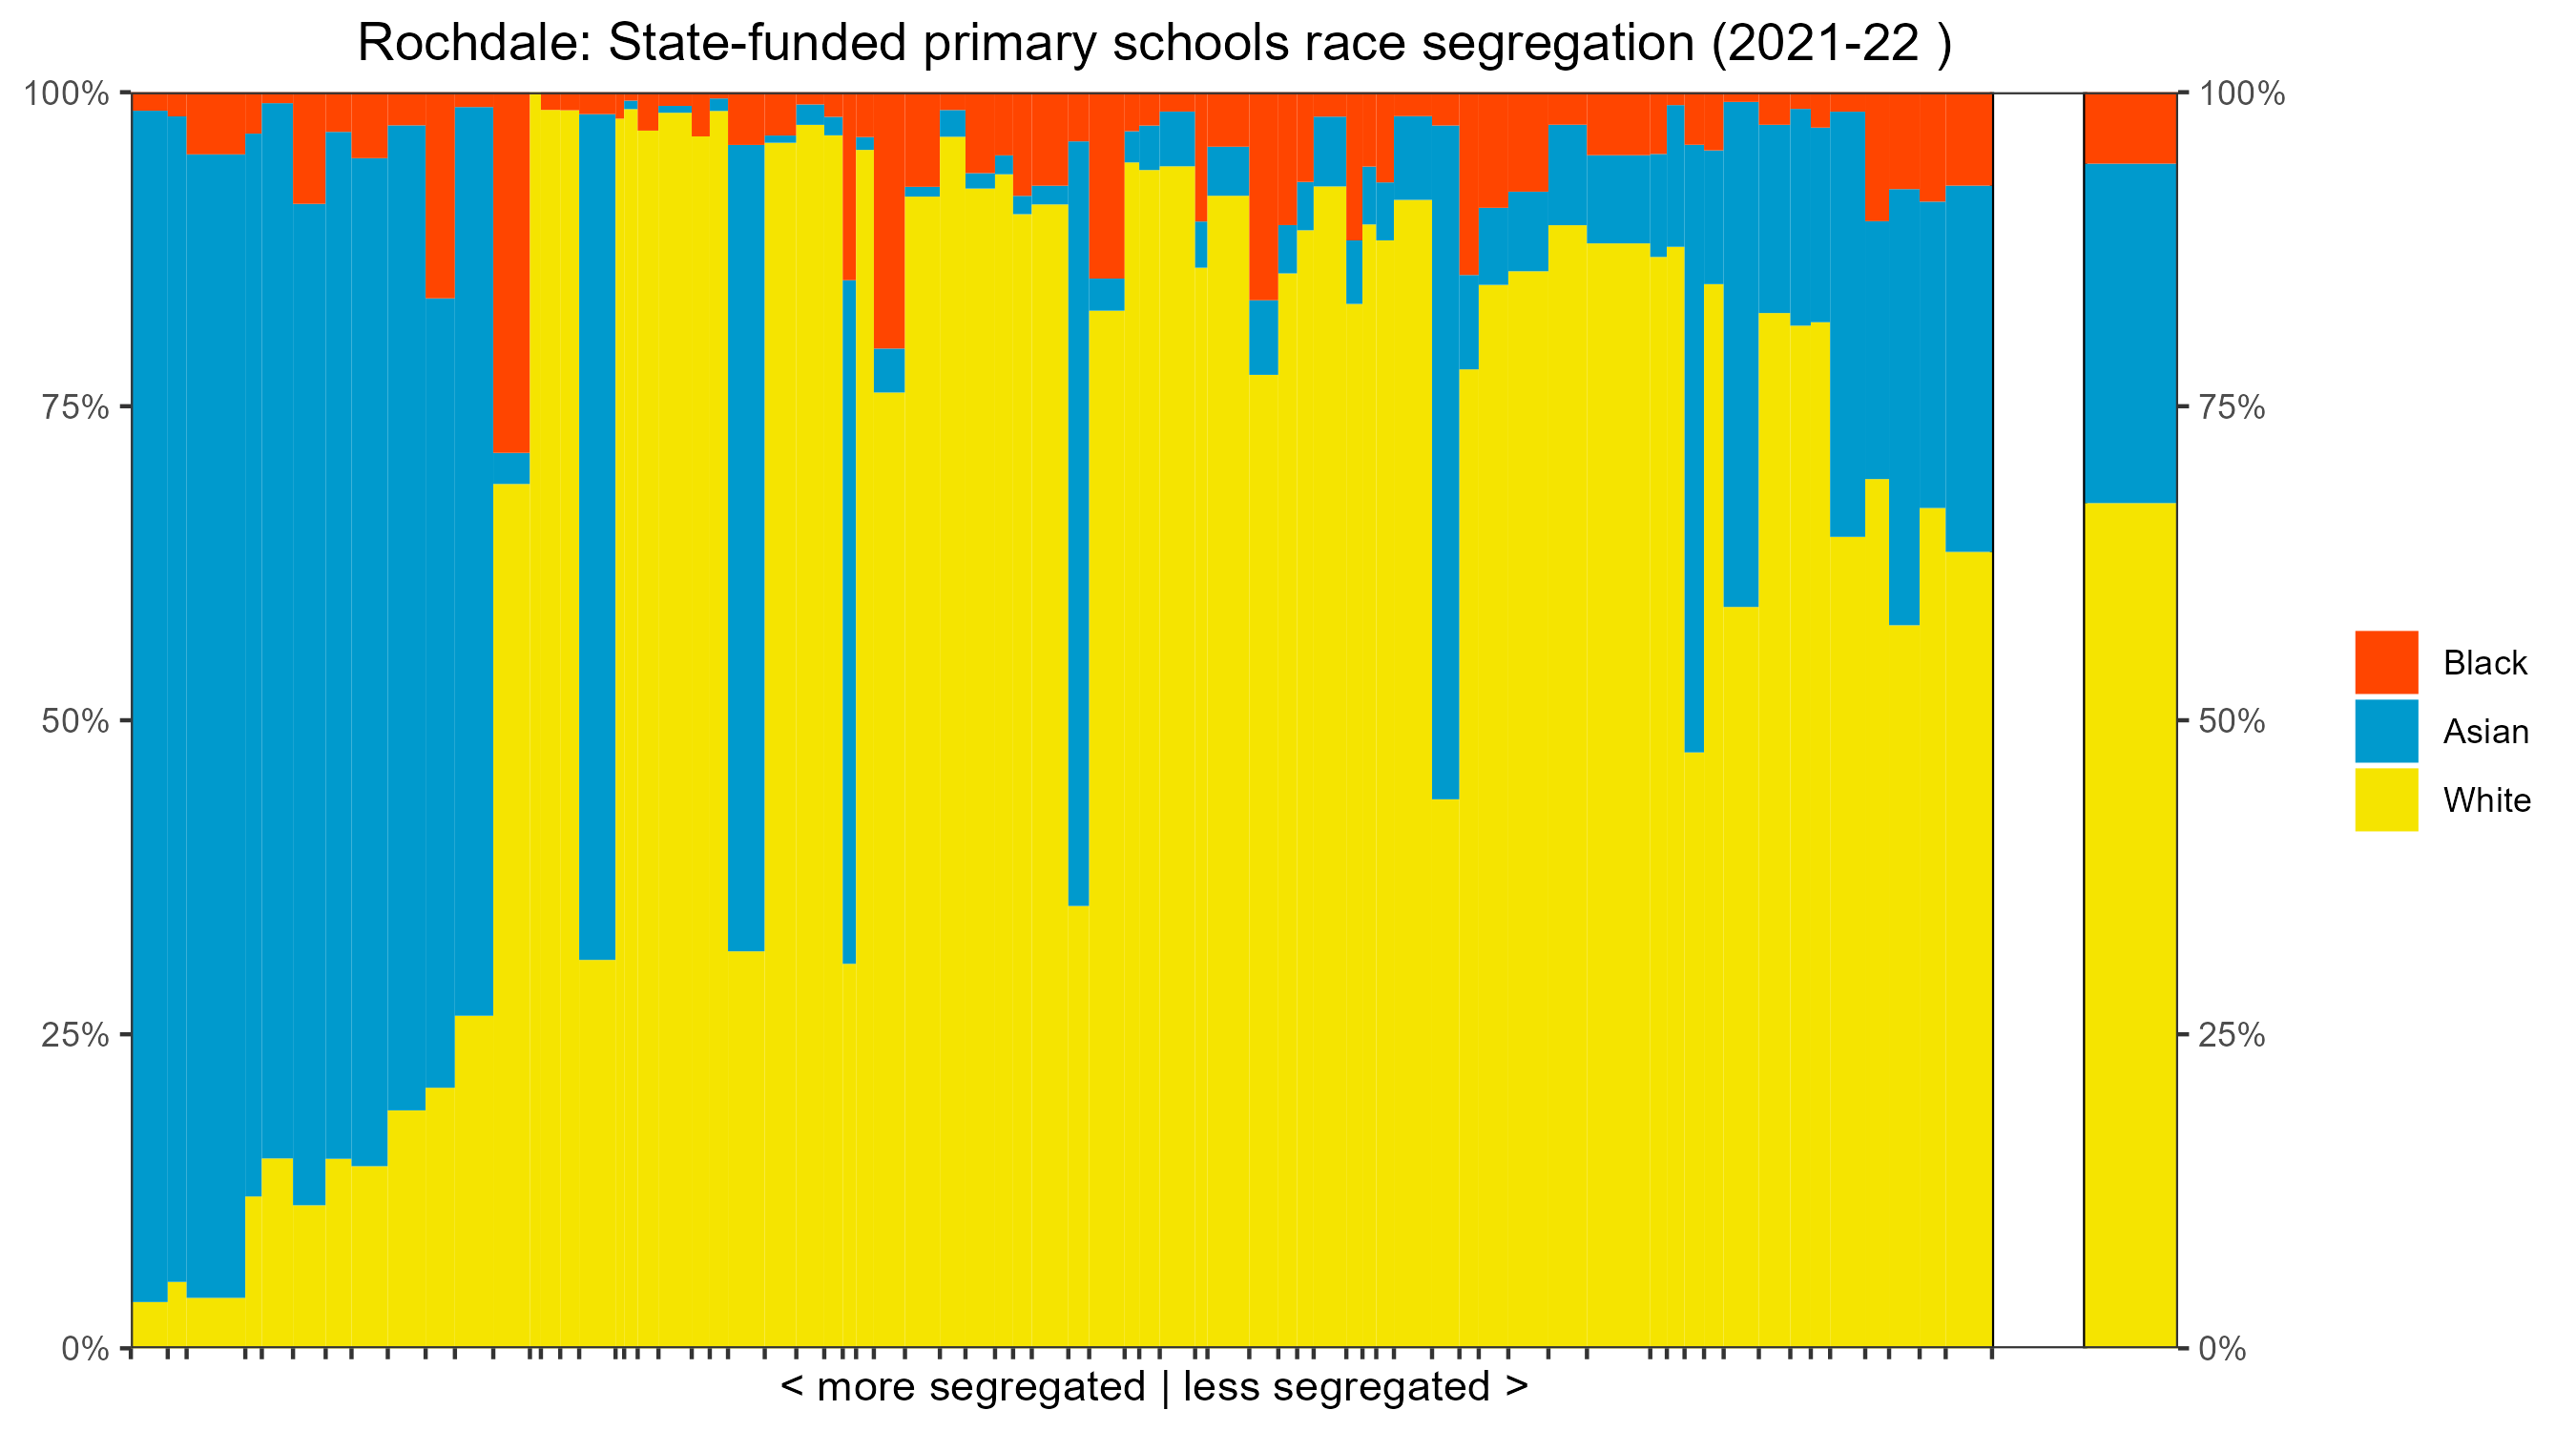 Rochdale: State-funded primary schools race segregation (2021-22 )
100%
75%
50%
25%
0%
100%
75%
50%
25%
0%
Black
Asian
White
< more segregated | less segregated >